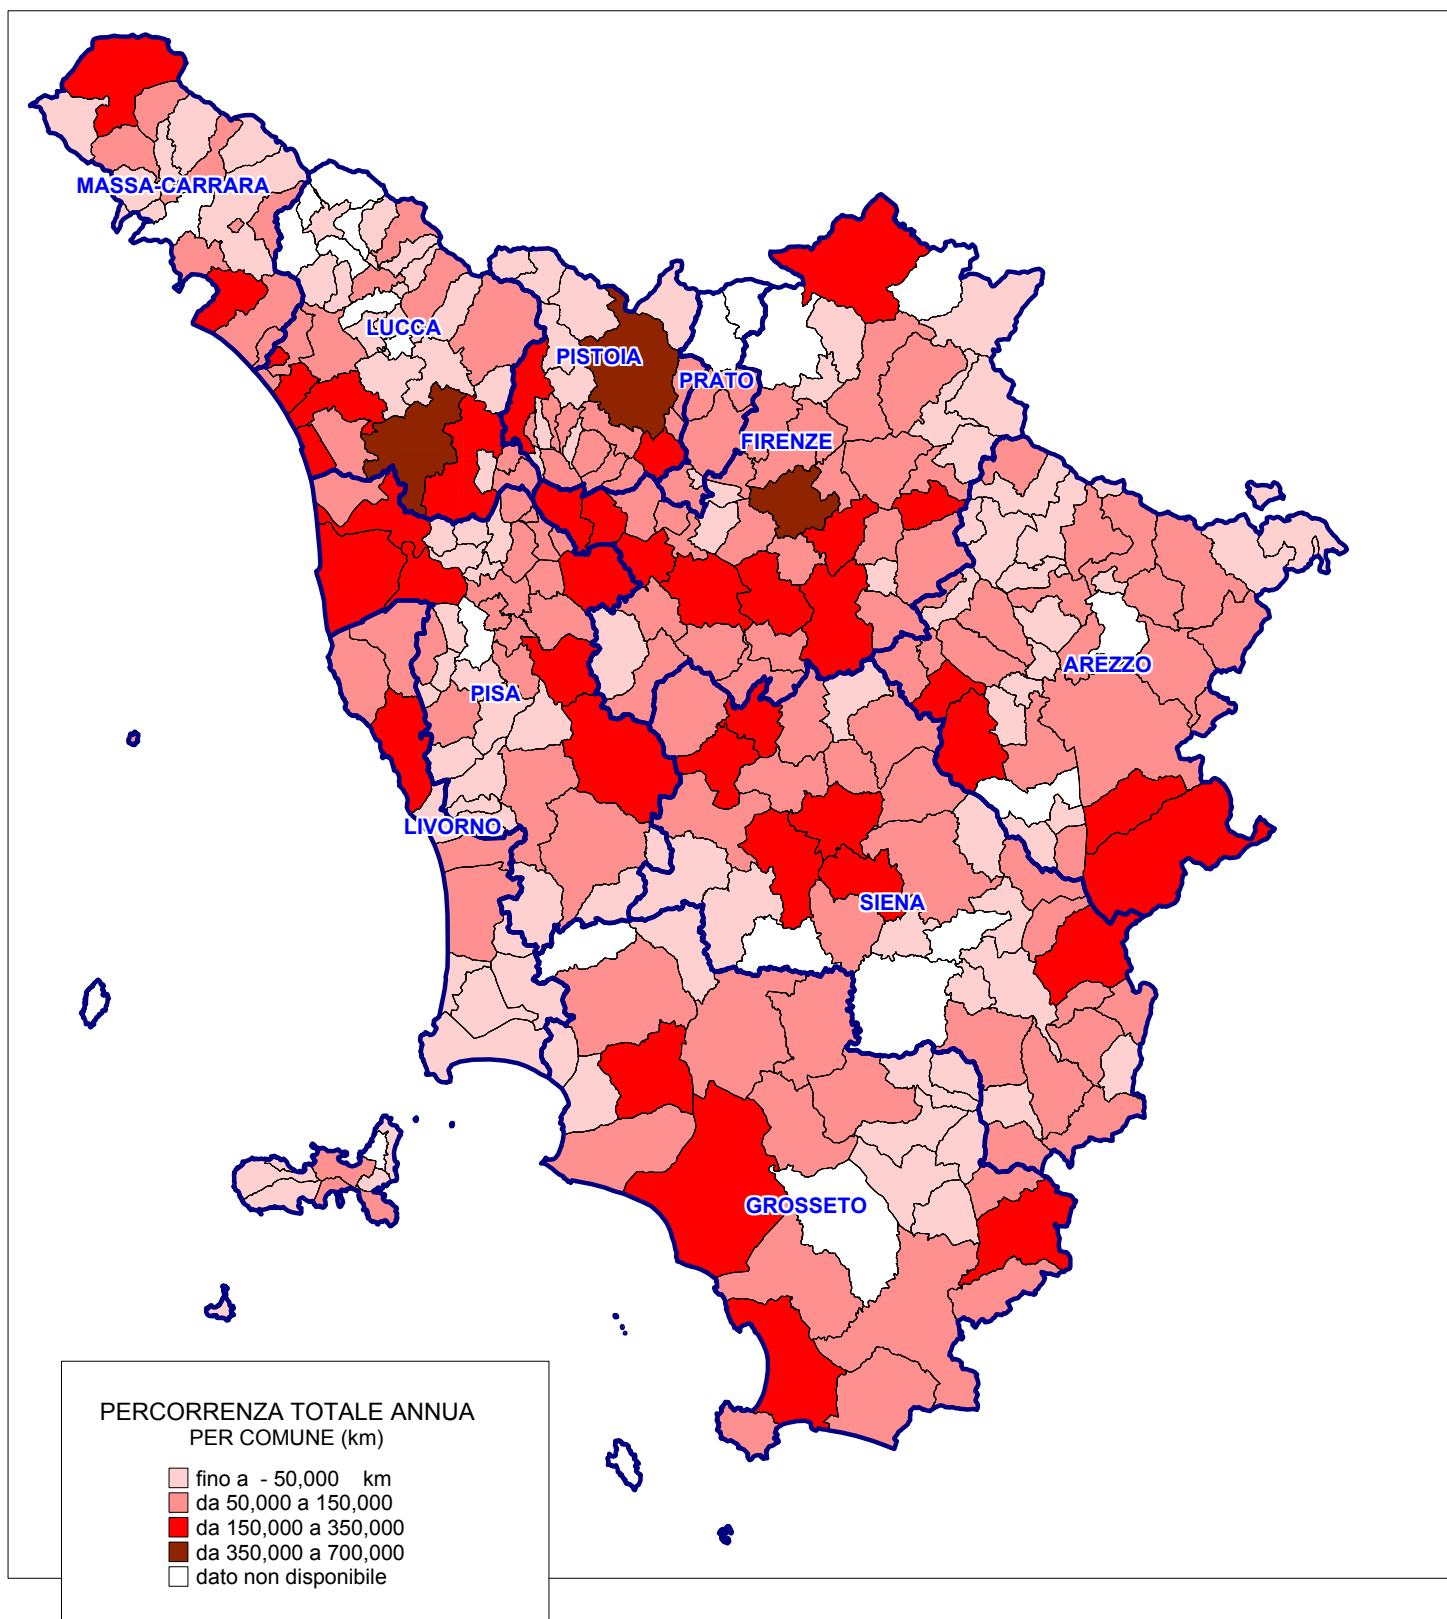 MASSA-CARRARA
LUCCA
PISTOIA
PRATO
FIRENZE
AREZZO
PISA
LIVORNO
SIENA
GROSSETO
PERCORRENZA TOTALE ANNUA
PER COMUNE (km)
fino a - 50,000 km
da 50,000 a 150,000
da 150,000 a 350,000
da 350,000 a 700,000
dato non disponibile